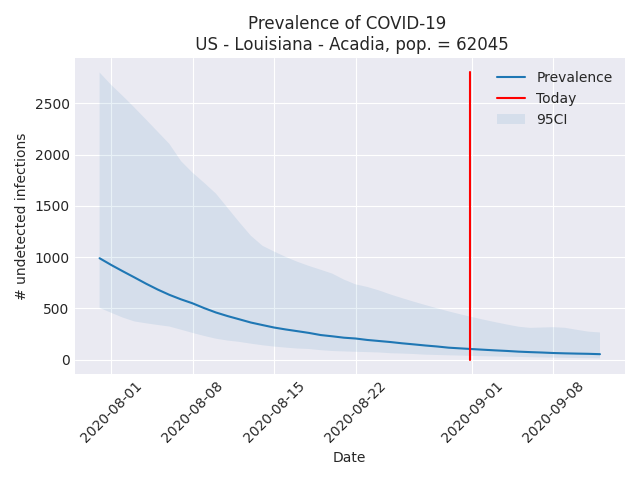 Prevalence of COVID-19
US - Louisiana - Acadia, pop. = 62045
Prevalence
Today
95CI
# undetected infections
2500
2000
1500
1000
500
0
2020-08-01
2020-08-08
2020-08-15
2020-08-22
2020-09-01
2020-09-08
Date